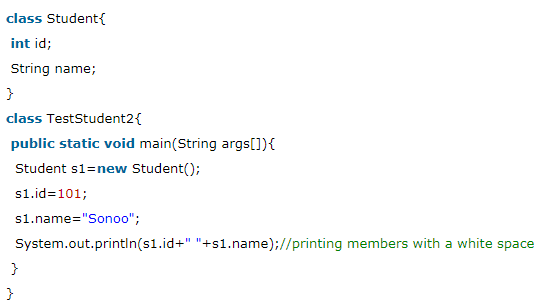 class Student{
int id;
String name;
}
class TestStudent2{
public static void main(String args[]){
Student s1=new Student();
s1.id=101;
s1.name="Sonoo";
System.out.println(s1.id+" "+s1.name);//printing members with a white space
}
}